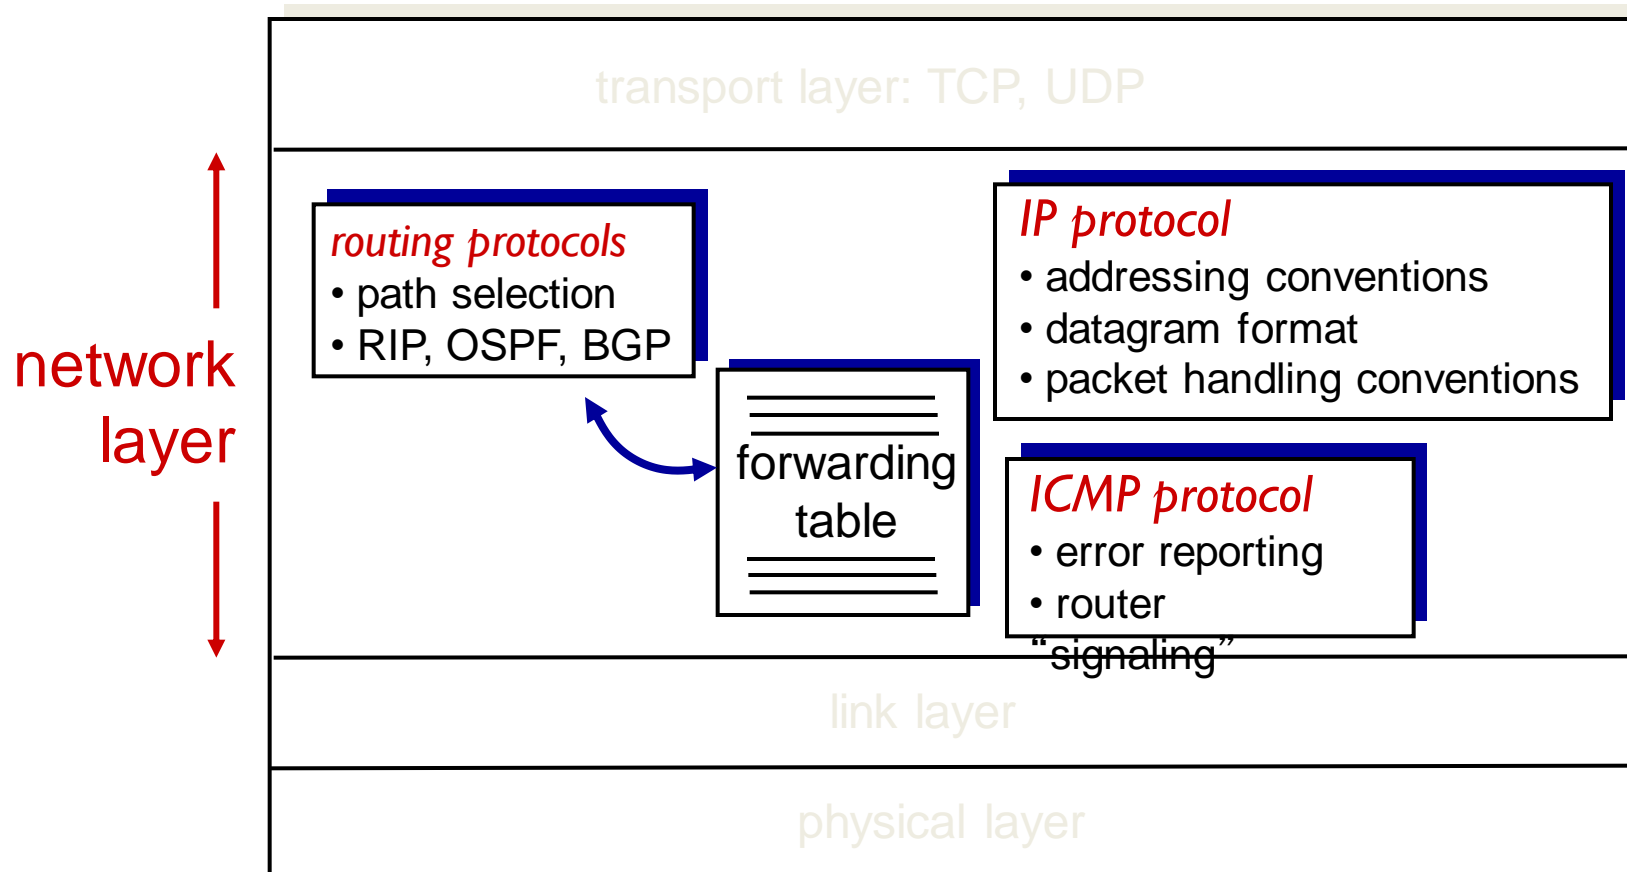 transport layer: TCP, UDP
network
layer
routing protocols
• path selection
• RIP, OSPF, BGP
forwarding
table
IP protocol
• addressing conventions
• datagram format
• packet handling conventions
ICMP protocol
• error reporting
• router
“signaling”
link layer
physical layer